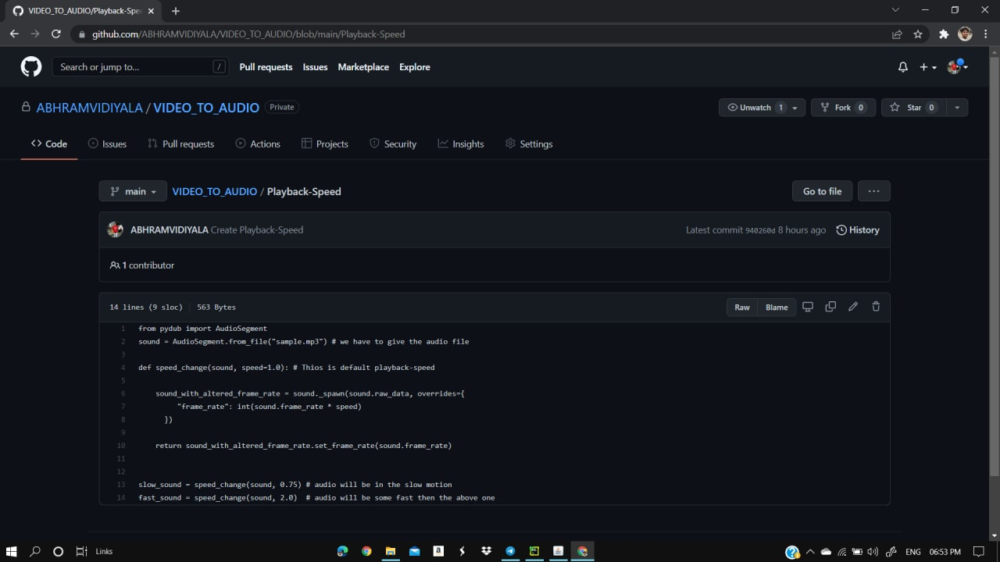 VIDEO_TO_AUDIO/Playback-Spe
github.com/ABHRAMVIDIYALA/VIDEO_TO_AUDIO/blob/main/Playback-Speed
Search or jump to... / Pull requests Issues Marketplace Explore
ABHRAMVIDIYALA / VIDEO_TO_AUDIO Private Unwatch 1 Fork 0 Star 0
Code Issues Pull requests Actions Projects Security Insights Settings
main VIDEO_TO_AUDIO / Playback-Speed Go to file ...
ABHRAMVIDIYALA Create Playback-Speed Latest commit 940260d 8 hours ago History
1 contributor
14 lines (9 sloc) 563 Bytes Raw Blame
1 from pydub import AudioSegment
2 sound = AudioSegment.from_file("sample.mp3") # we have to give the audio file
3
4 def speed_change(sound, speed=1.0): # Thios is default playback-speed
5
6 sound_with_altered_frame_rate = sound._spawn(sound.raw_data, overrides={
7 "frame_rate": int(sound.frame_rate * speed)
8 })
9
10 return sound_with_altered_frame_rate.set_frame_rate(sound.frame_rate)
11
12
13 slow_sound = speed_change(sound, 0.75) # audio will be in the slow motion
14 fast_sound = speed_change(sound, 2.0) # audio will be some fast then the above one
Links a PC ENG 06:53 PM